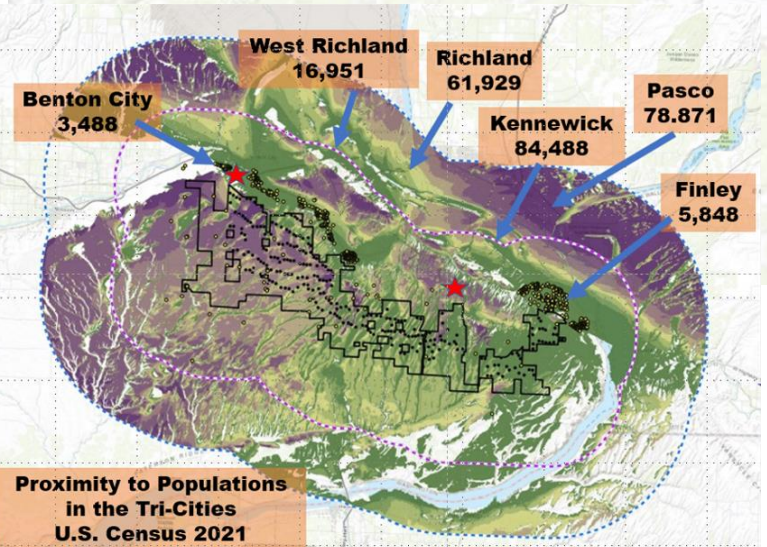 West Richland
16,951
Richland
61,929
Benton City
3,488
Pasco
78.871
Kennewick
84,488
Finley
5,848
Proximity to Populations
in the Tri-Cities
U.S. Census 2021